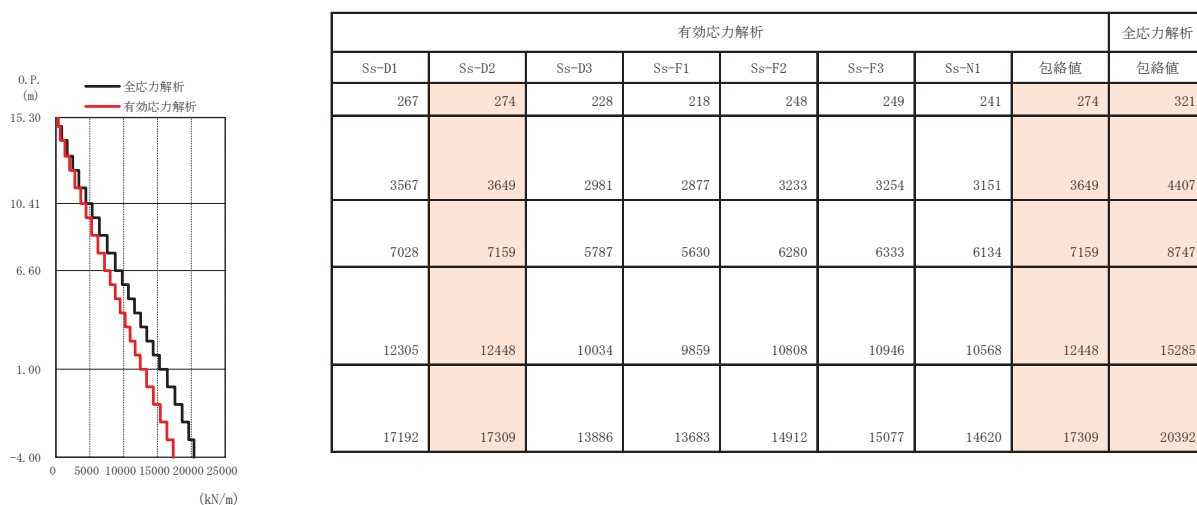 O.P.
(m)
全応力解析
有効応力解析
15.30
10.41
6.60
1.00
-4.00
0 5000 10000 15000 20000 25000
(kN/m)
有効応力解析 全応力解析
Ss-D1 Ss-D2 Ss-D3 Ss-F1 Ss-F2 Ss-F3 Ss-N1 包絡値 包絡値
267 274 228 218 248 249 241 274 321
3567 3649 2981 2877 3233 3254 3151 3649 4407
7028 7159 5787 5630 6280 6333 6134 7159 8747
12305 12448 10034 9859 10808 10946 10568 12448 15285
17192 17309 13886 13683 14912 15077 14620 17309 20392